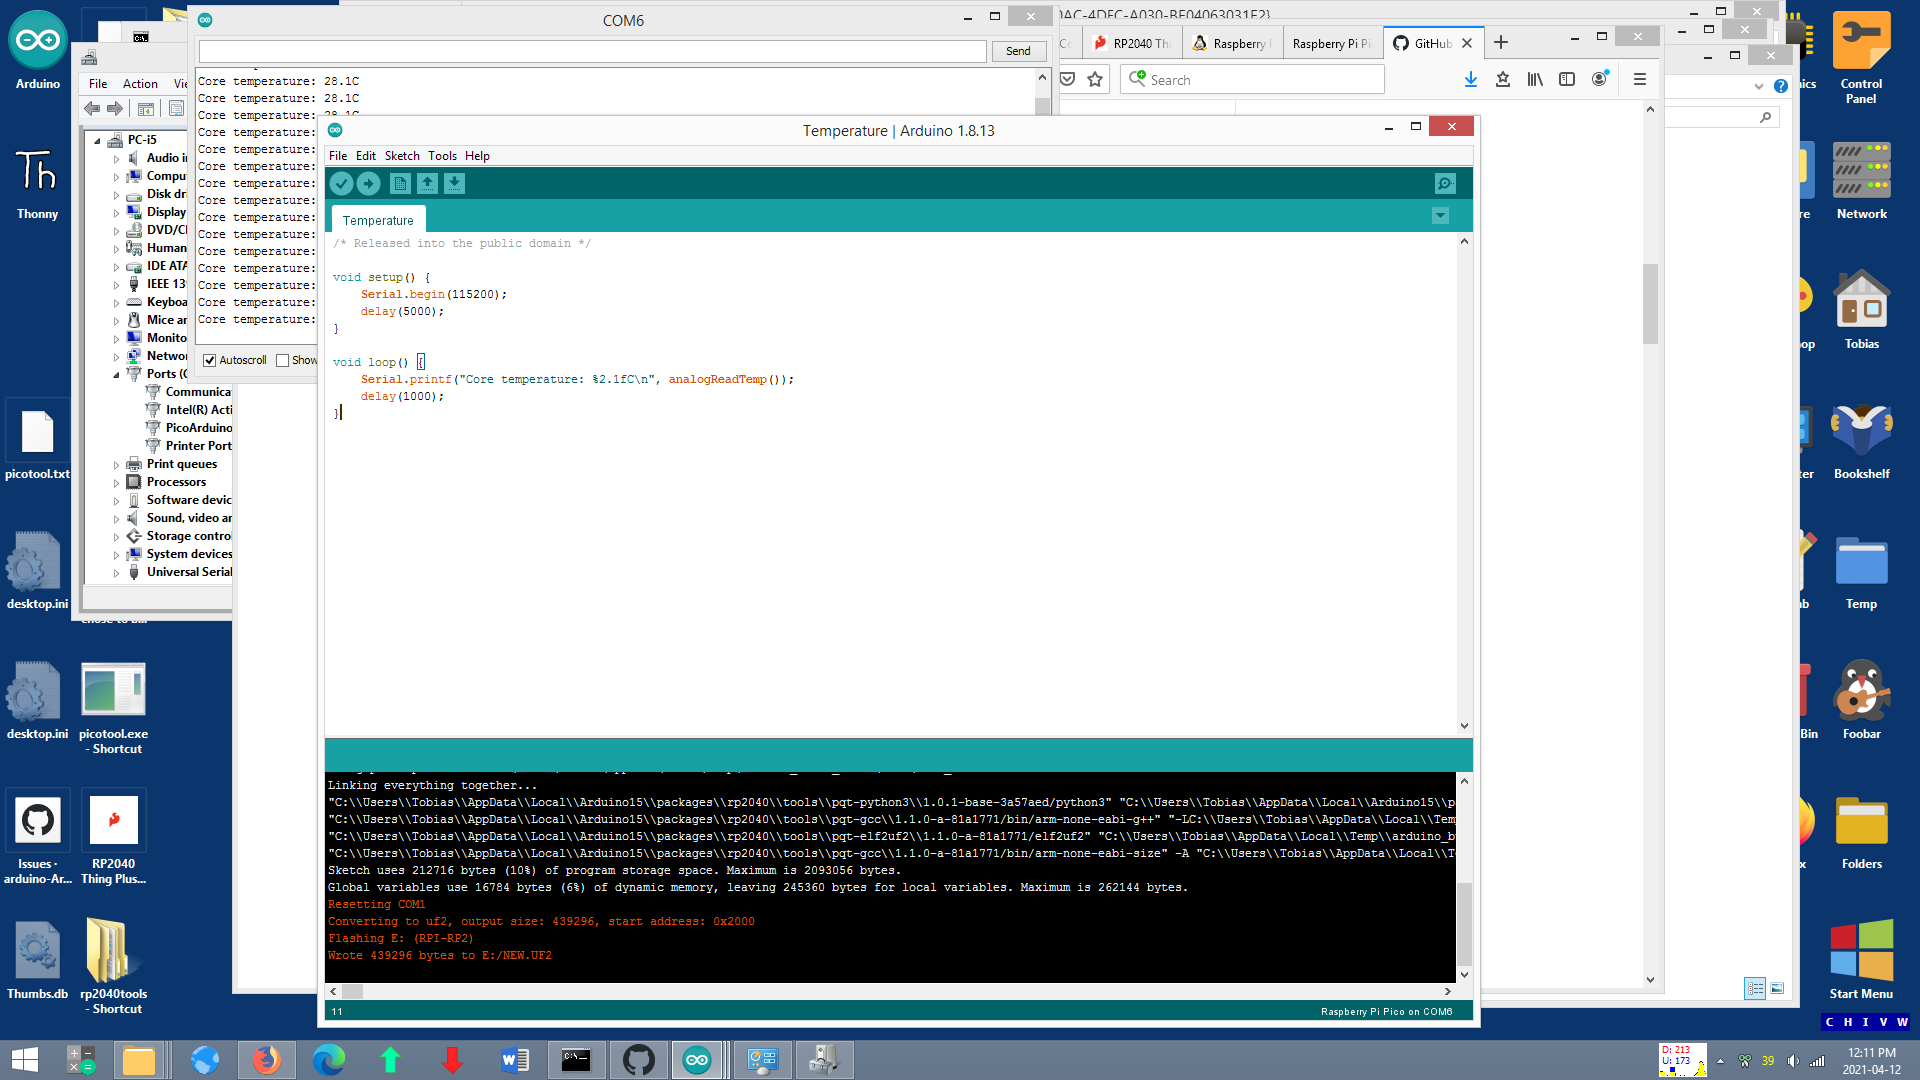 Arduino
Thonny
picotool.txt
desktop.ini
desktop.ini
picotool.exe
- Shortcut
Issues ·
arduino-Ar...
RP2040
Thing Plus...
Thumbs.db
rp2040tools
- Shortcut
File Action
PC-i5
Audio i
Compu
Disk dri
Display
DVD/C
Human
IDE ATA
IEEE 13
Keyboa
Mice ar
Monito
Networ
Ports (C
Communica
Intel(R) Acti
PicoArduino
Printer Port
Print queues
Processors
Software devic
Sound, video ar
Storage contro
System devices
Universal Serial
COM6
Send
Core temperature: 28.1C
Core temperature: 28.1C
Core temperature: 28.1C
Core temperature:
Core temperature:
Core temperature:
Core temperature:
Core temperature:
Core temperature:
Core temperature:
Core temperature:
Core temperature:
Core temperature:
Core temperature:
Core temperature:
Autoscroll Show
RP2040 Thi
Raspberry
Raspberry Pi Pi
GitHub
Search
Temperature | Arduino 1.8.13
File Edit Sketch Tools Help
Temperature
/* Released into the public domain */
void setup() {
Serial.begin(115200);
delay(5000);
}
void loop() {
Serial.printf("Core temperature: %2.1fC\n", analogReadTemp());
delay(1000);
}
Linking everything together...
"C:\\Users\\Tobias\\AppData\\Local\\Arduino15\\packages\\rp2040\\tools\\pqt-python3\\1.0.1-base-3a57aed/python3" "C:\\Users\\Tobias\\AppData\\Local\\Arduino15\\p
"C:\\Users\\Tobias\\AppData\\Local\\Arduino15\\packages\\rp2040\\tools\\pqt-gcc\\1.1.0-a-81a1771/bin/arm-none-eabi-g++" "-LC:\\Users\\Tobias\\AppData\\Local\\Tem
"C:\\Users\\Tobias\\AppData\\Local\\Arduino15\\packages\\rp2040\\tools\\pqt-elf2uf2\\1.1.0-a-81a1771/elf2uf2" "C:\\Users\\Tobias\\AppData\\Local\\Temp\\arduino_b
"C:\\Users\\Tobias\\AppData\\Local\\Arduino15\\packages\\rp2040\\tools\\pqt-gcc\\1.1.0-a-81a1771/bin/arm-none-eabi-size" -A "C:\\Users\\Tobias\\AppData\\Local\\T
Sketch uses 212716 bytes (10%) of program storage space. Maximum is 2093056 bytes.
Global variables use 16784 bytes (6%) of dynamic memory, leaving 245360 bytes for local variables. Maximum is 262144 bytes.
Resetting COM1
Converting to uf2, output size: 439296, start address: 0x2000
Flashing E: (RPI-RP2)
Wrote 439296 bytes to E:/NEW.UF2
11
Raspberry Pi Pico on COM6
Control
Panel
Network
Tobias
Bookshelf
Temp
Foobar
Bin
Folders
Start Menu
C H I V W
D: 213
U: 173
39
12:11 PM
2021-04-12